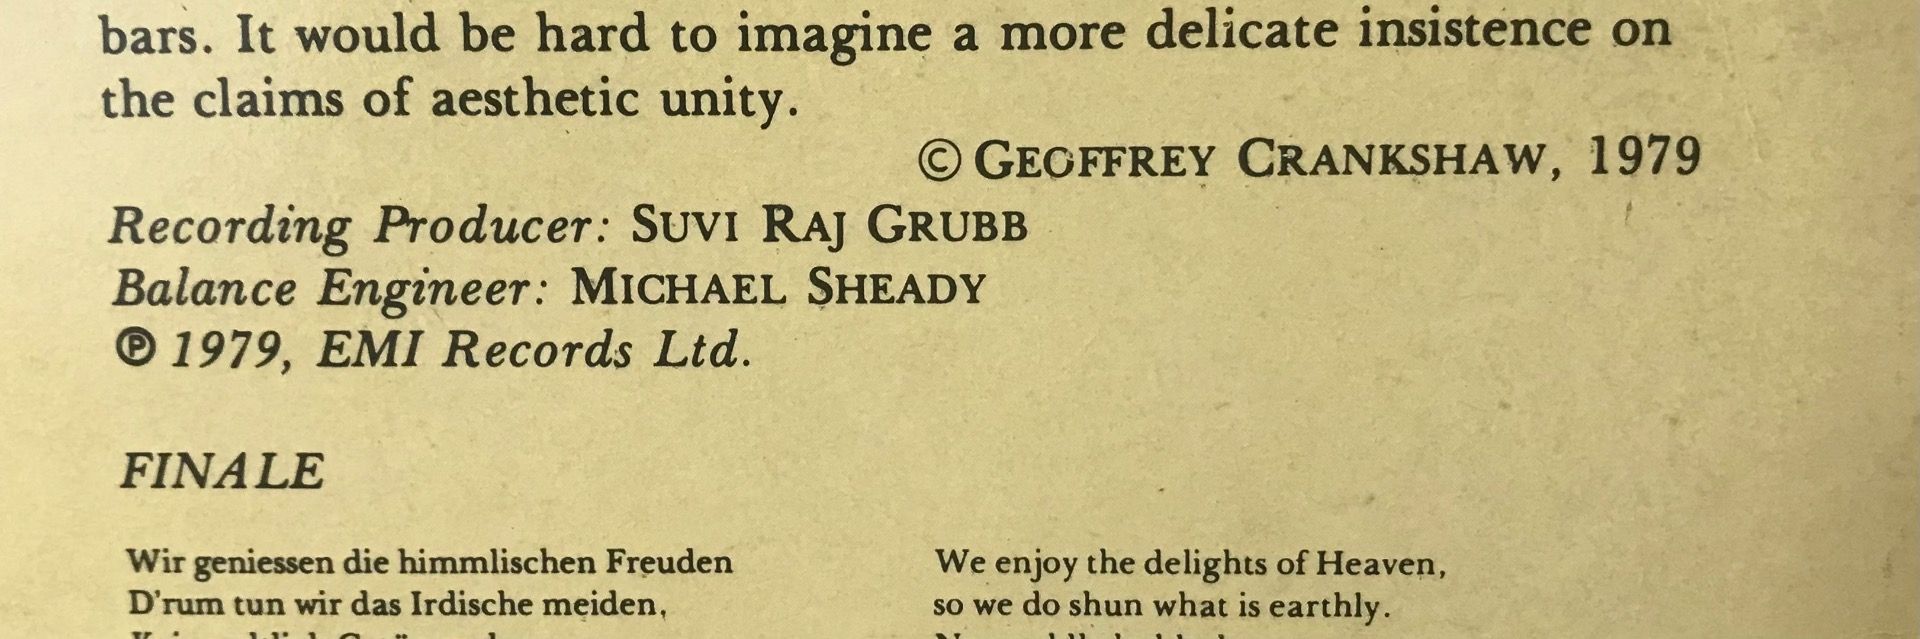 bars. It would be hard to imagine a more delicate insistence on
the claims of aesthetic unity.
© GEOFFREY CRANKSHAW, 1979
Recording Producer: SUVI RAJ GRUBB
Balance Engineer: MICHAEL SHEADY
℗ 1979, EMI Records Ltd.
FINALE
Wir geniessen die himmlischen Freuden
D'rum tun wir das Irdische meiden,
We enjoy the delights of Heaven,
so we do shun what is earthly.